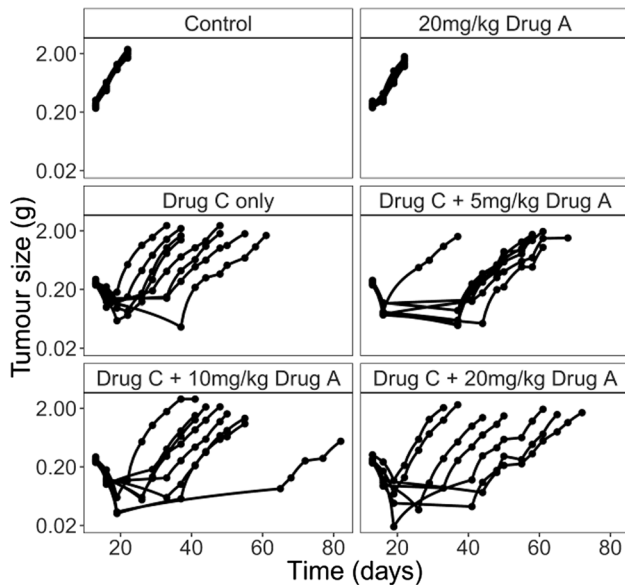 Control
20mg/kg Drug A
2.00
0.20
0.02
Drug C only
Drug C + 5mg/kg Drug A
2.00
0.20
0.02
Drug C + 10mg/kg Drug A
Drug C + 20mg/kg Drug A
2.00
0.20
0.02
Tumour size (g)
20 40 60 80
20 40 60 80
Time (days)